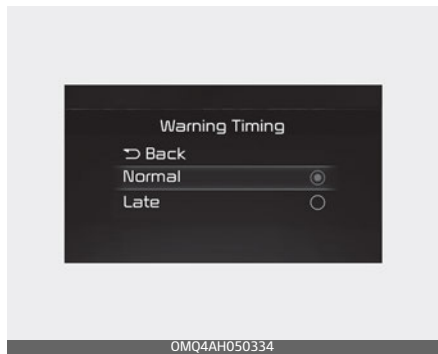 Warning Timing
Back
Normal
Late
OMQ4AH050334